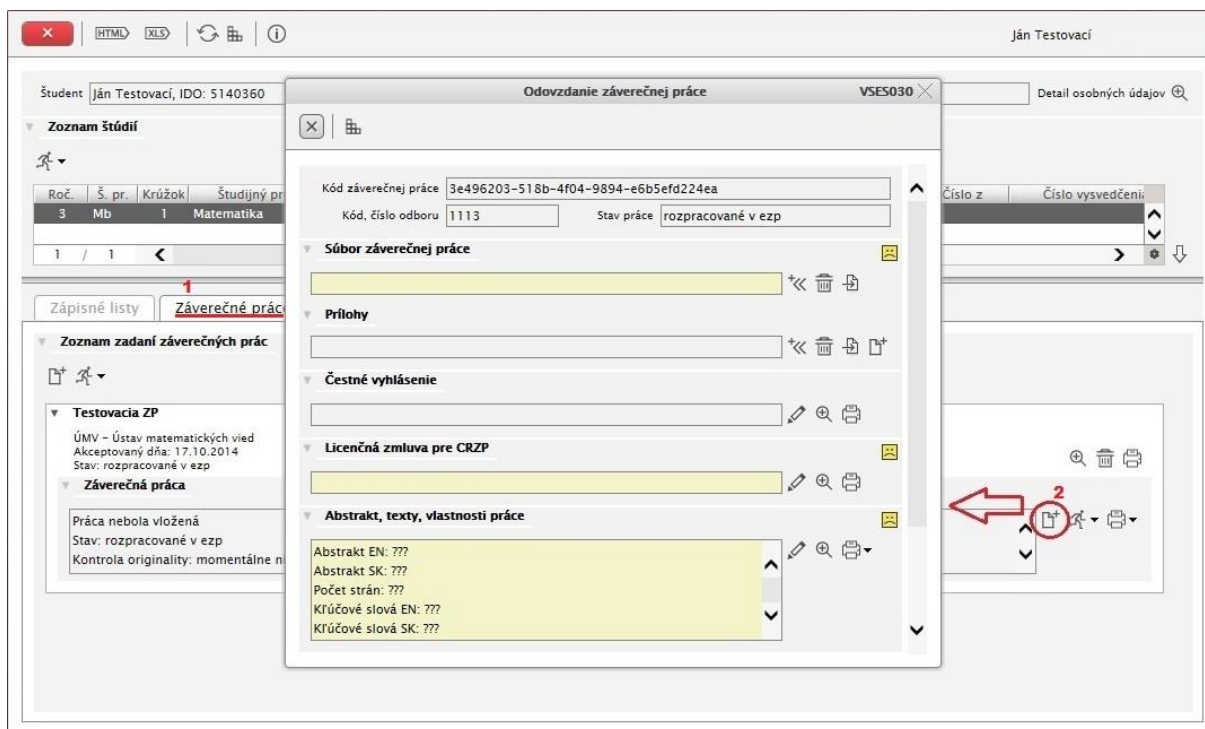 HTML XLS Ján Testovací
Študent Ján Testovací, IDO: 5140360 Detail osobných údajov
Zoznam štúdií
Roč. Š. pr. Krúžok Študijný pr Číslo z Číslo vysvedčeni
3 Mb 1 Matematika
1 / 1
1
Zápisné listy Záverečné prác
Zoznam zadaní záverečných prác
Testovacia ZP
ÚMV - Ústav matematických vied
Akceptovaný dňa: 17.10.2014
Stav: rozpracované v ezp
Záverečná práca
2
Práca nebola vložená
Stav: rozpracované v ezp
Kontrola originality: momentálne n
Odovzdanie záverečnej práce VSES030
Kód záverečnej práce 3e496203-518b-4f04-9894-e6b5efd224ea
Kód, číslo odboru 1113 Stav práce rozpracované v ezp
Súbor záverečnej práce
Prílohy
Čestné vyhlásenie
Licenčná zmluva pre CRZP
Abstrakt, texty, vlastnosti práce
Abstrakt EN: ???
Abstrakt SK: ???
Počet strán: ???
Kľúčové slová EN: ???
Kľúčové slová SK: ???